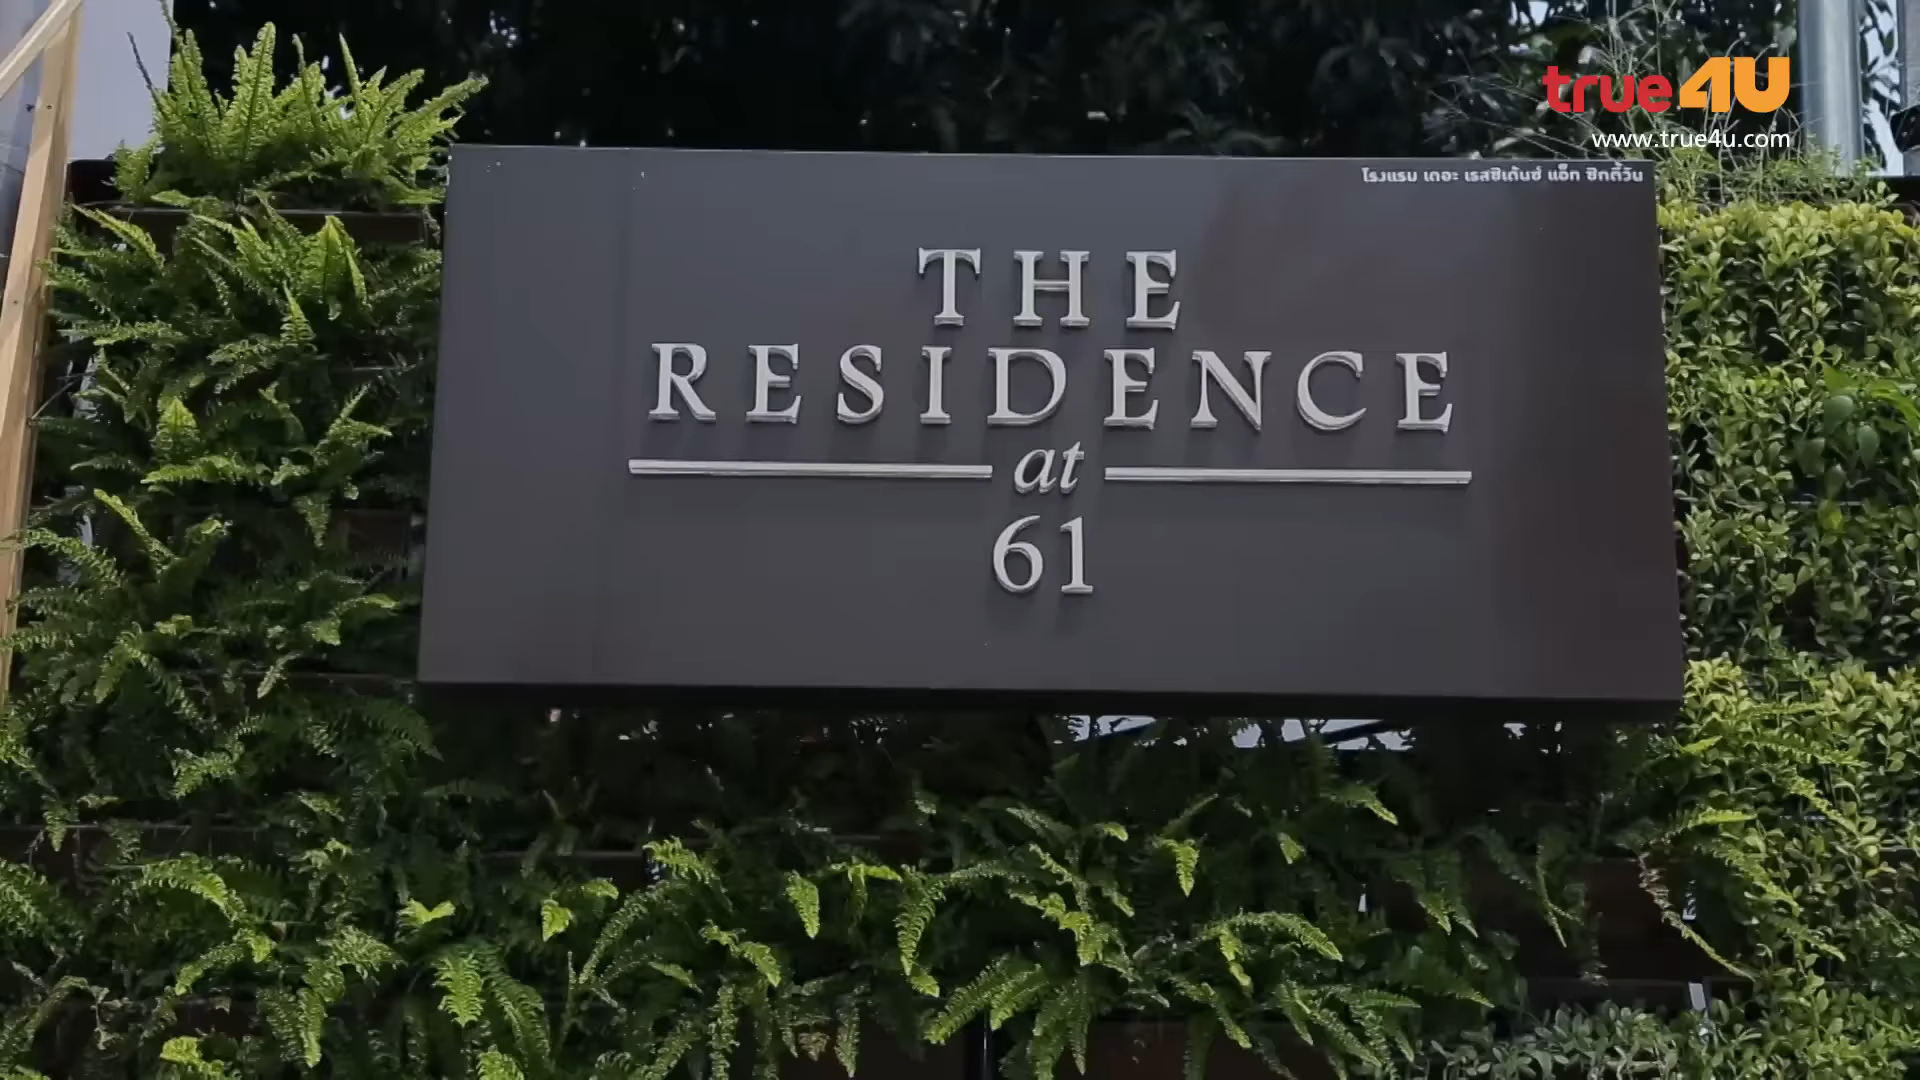 true4U
www.true4u.com
โรงแรม เดอะ เรสซิเด้นซ์ แอ็ท ซิกตี้วัน
THE
RESIDENCE
at
61